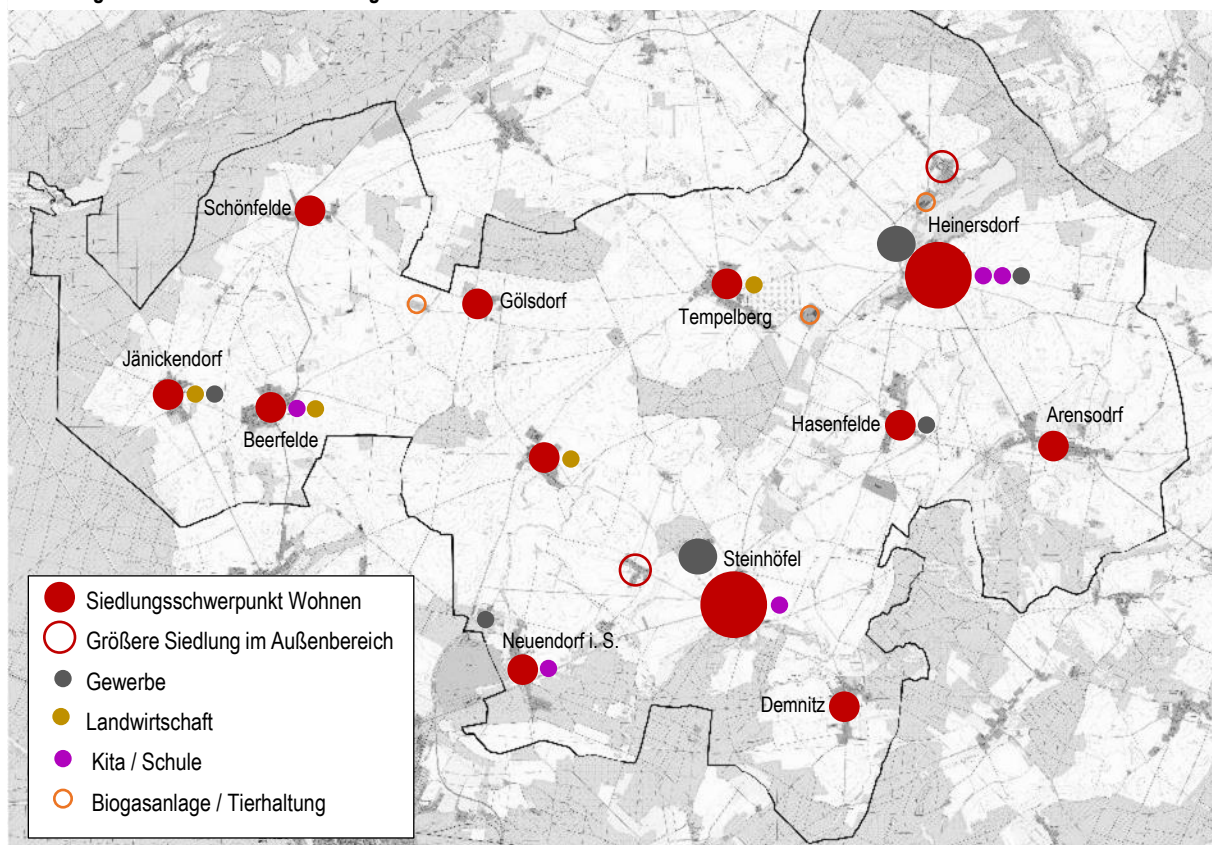 Heinersdorf
Schönfelde
Gölsdorf
Tempelberg
Jänickendorf
Beerfelde
Hasenfelde
Arensodrf
Steinhöfel
Neuendorf i. S.
Demnitz
Siedlungsschwerpunkt Wohnen
Größere Siedlung im Außenbereich
Gewerbe
Landwirtschaft
Kita / Schule
Biogasanlage / Tierhaltung